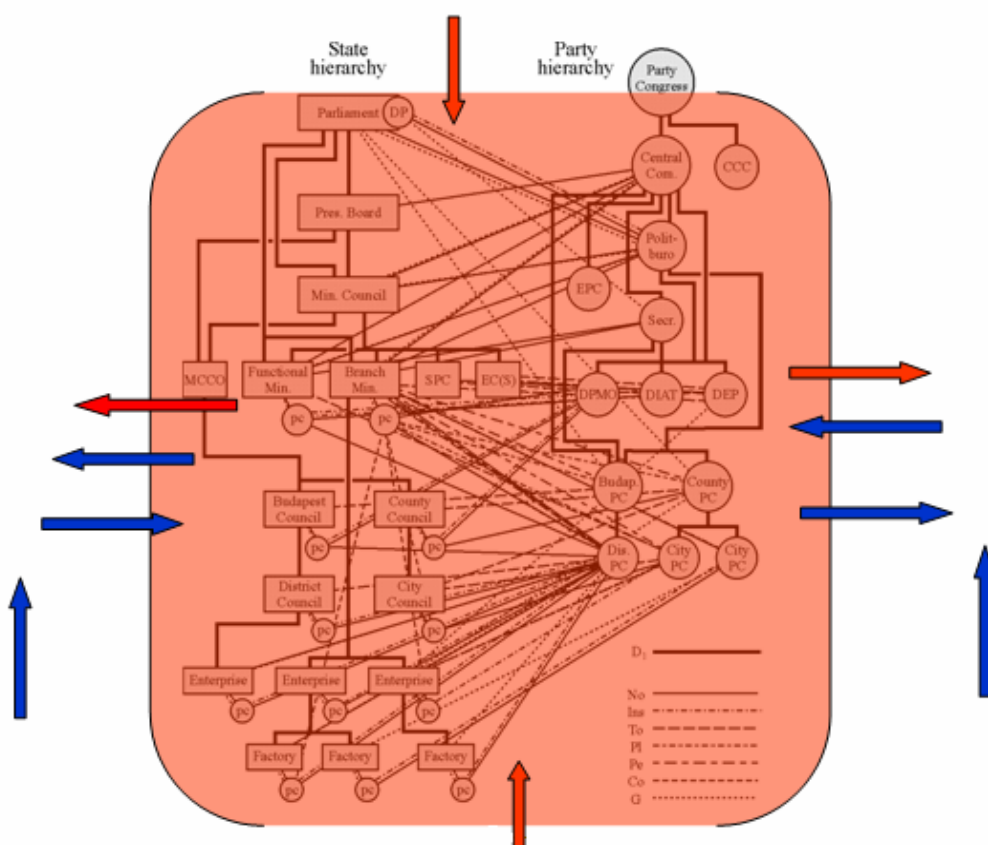 State
hierarchy
Party
hierarchy
Party
Congress
Parliament
DP
Central
Com.
CCC
Pres. Board
Polit-
buro
Min. Council
EPC
Secr.
MCCO
Functional
Min.
Branch
Min.
SPC
EC(S)
DPMO
DIAT
DEP
pc
pc
Budapest
Council
County
Council
Budap.
PC
County
PC
pc
pc
Dis.
PC
City
PC
City
PC
District
Council
City
Council
pc
pc
Enterprise
Enterprise
Enterprise
pc
pc
pc
Factory
Factory
Factory
pc
pc
pc
No
Ins
To
Pl
Pe
Co
G